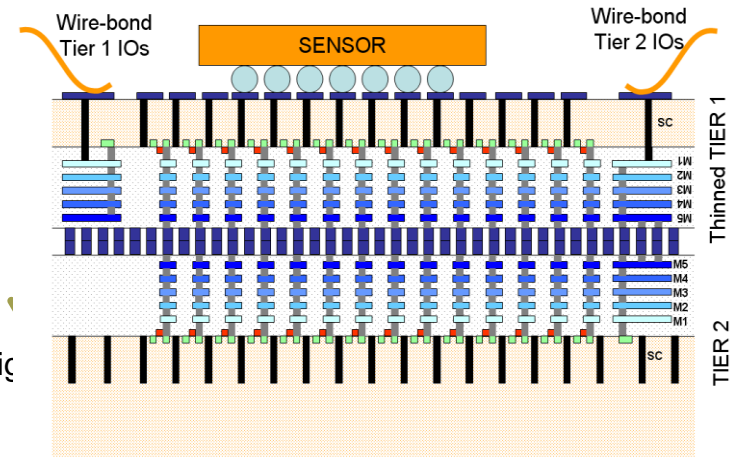 Wire-bond
Tier 1 IOs
SENSOR
Wire-bond
Tier 2 IOs
SC
M1
M2
M3
M4
M5
Thinned TIER 1
M5
M4
M3
M2
M1
SC
TIER 2